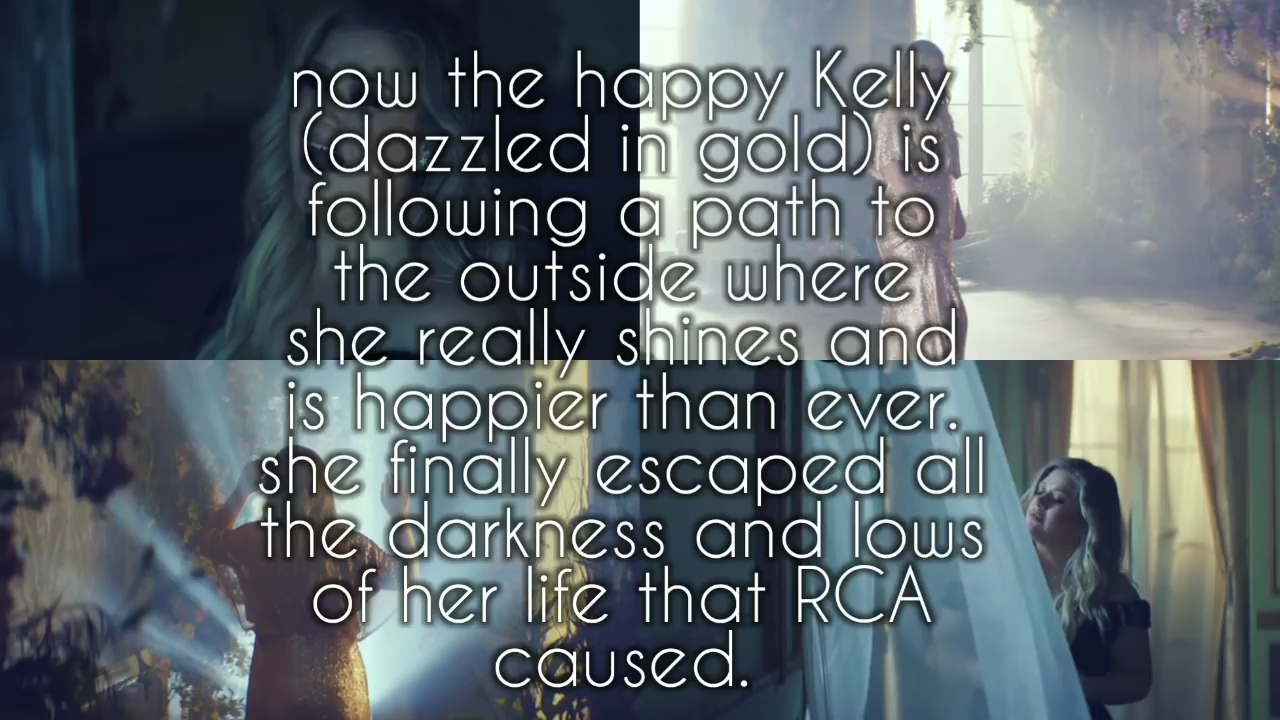 now the happy Kelly
(dazzled in gold) is
following a path to
the outside where
she really shines and
is happier than ever.
she finally escaped all
the darkness and lows
of her life that RCA
caused.